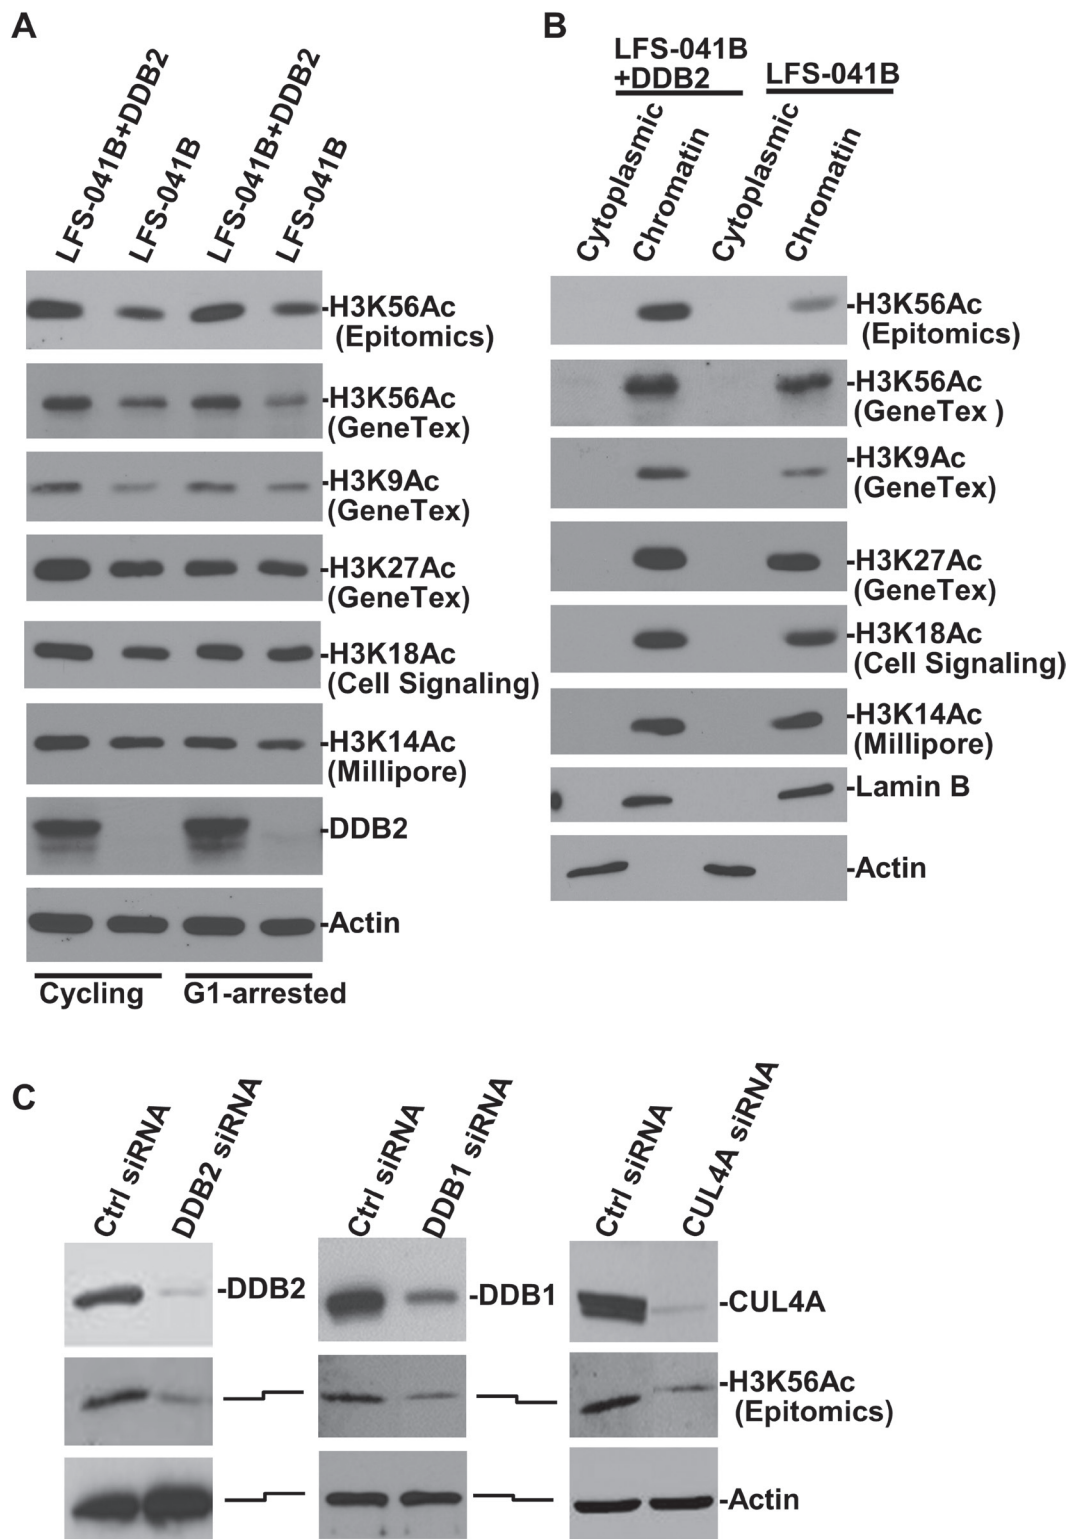 A
LFS-041B+DDB2
LFS-041B
LFS-041B+DDB2
LFS-041B
-H3K56Ac
(Epitomics)
-H3K56Ac
(GeneTex)
-H3K9Ac
(GeneTex)
-H3K27Ac
(GeneTex)
-H3K18Ac
(Cell Signaling)
-H3K14Ac
(Millipore)
-DDB2
-Actin
Cycling
G1-arrested
B
LFS-041B
+DDB2
LFS-041B
Cytoplasmic
Chromatin
Cytoplasmic
Chromatin
-H3K56Ac
(Epitomics)
-H3K56Ac
(GeneTex )
-H3K9Ac
(GeneTex)
-H3K27Ac
(GeneTex)
-H3K18Ac
(Cell Signaling)
-H3K14Ac
(Millipore)
-Lamin B
-Actin
C
Ctrl siRNA
DDB2 siRNA
-DDB2
Ctrl siRNA
DDB1 siRNA
-DDB1
Ctrl siRNA
CUL4A siRNA
-CUL4A
-H3K56Ac
(Epitomics)
-Actin